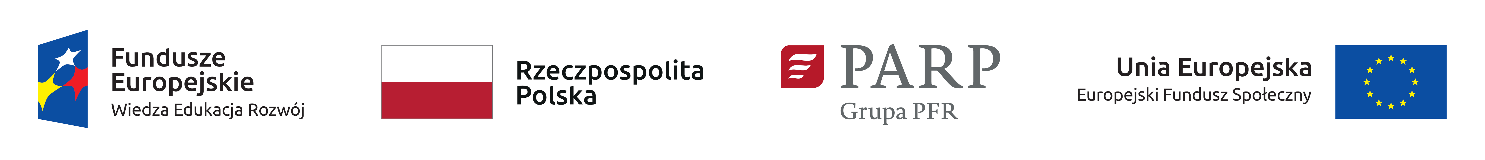 Fundusze
Europejskie
Wiedza Edukacja Rozwój
Rzeczpospolita
Polska
PARP
Grupa PFR
Unia Europejska
Europejski Fundusz Społeczny